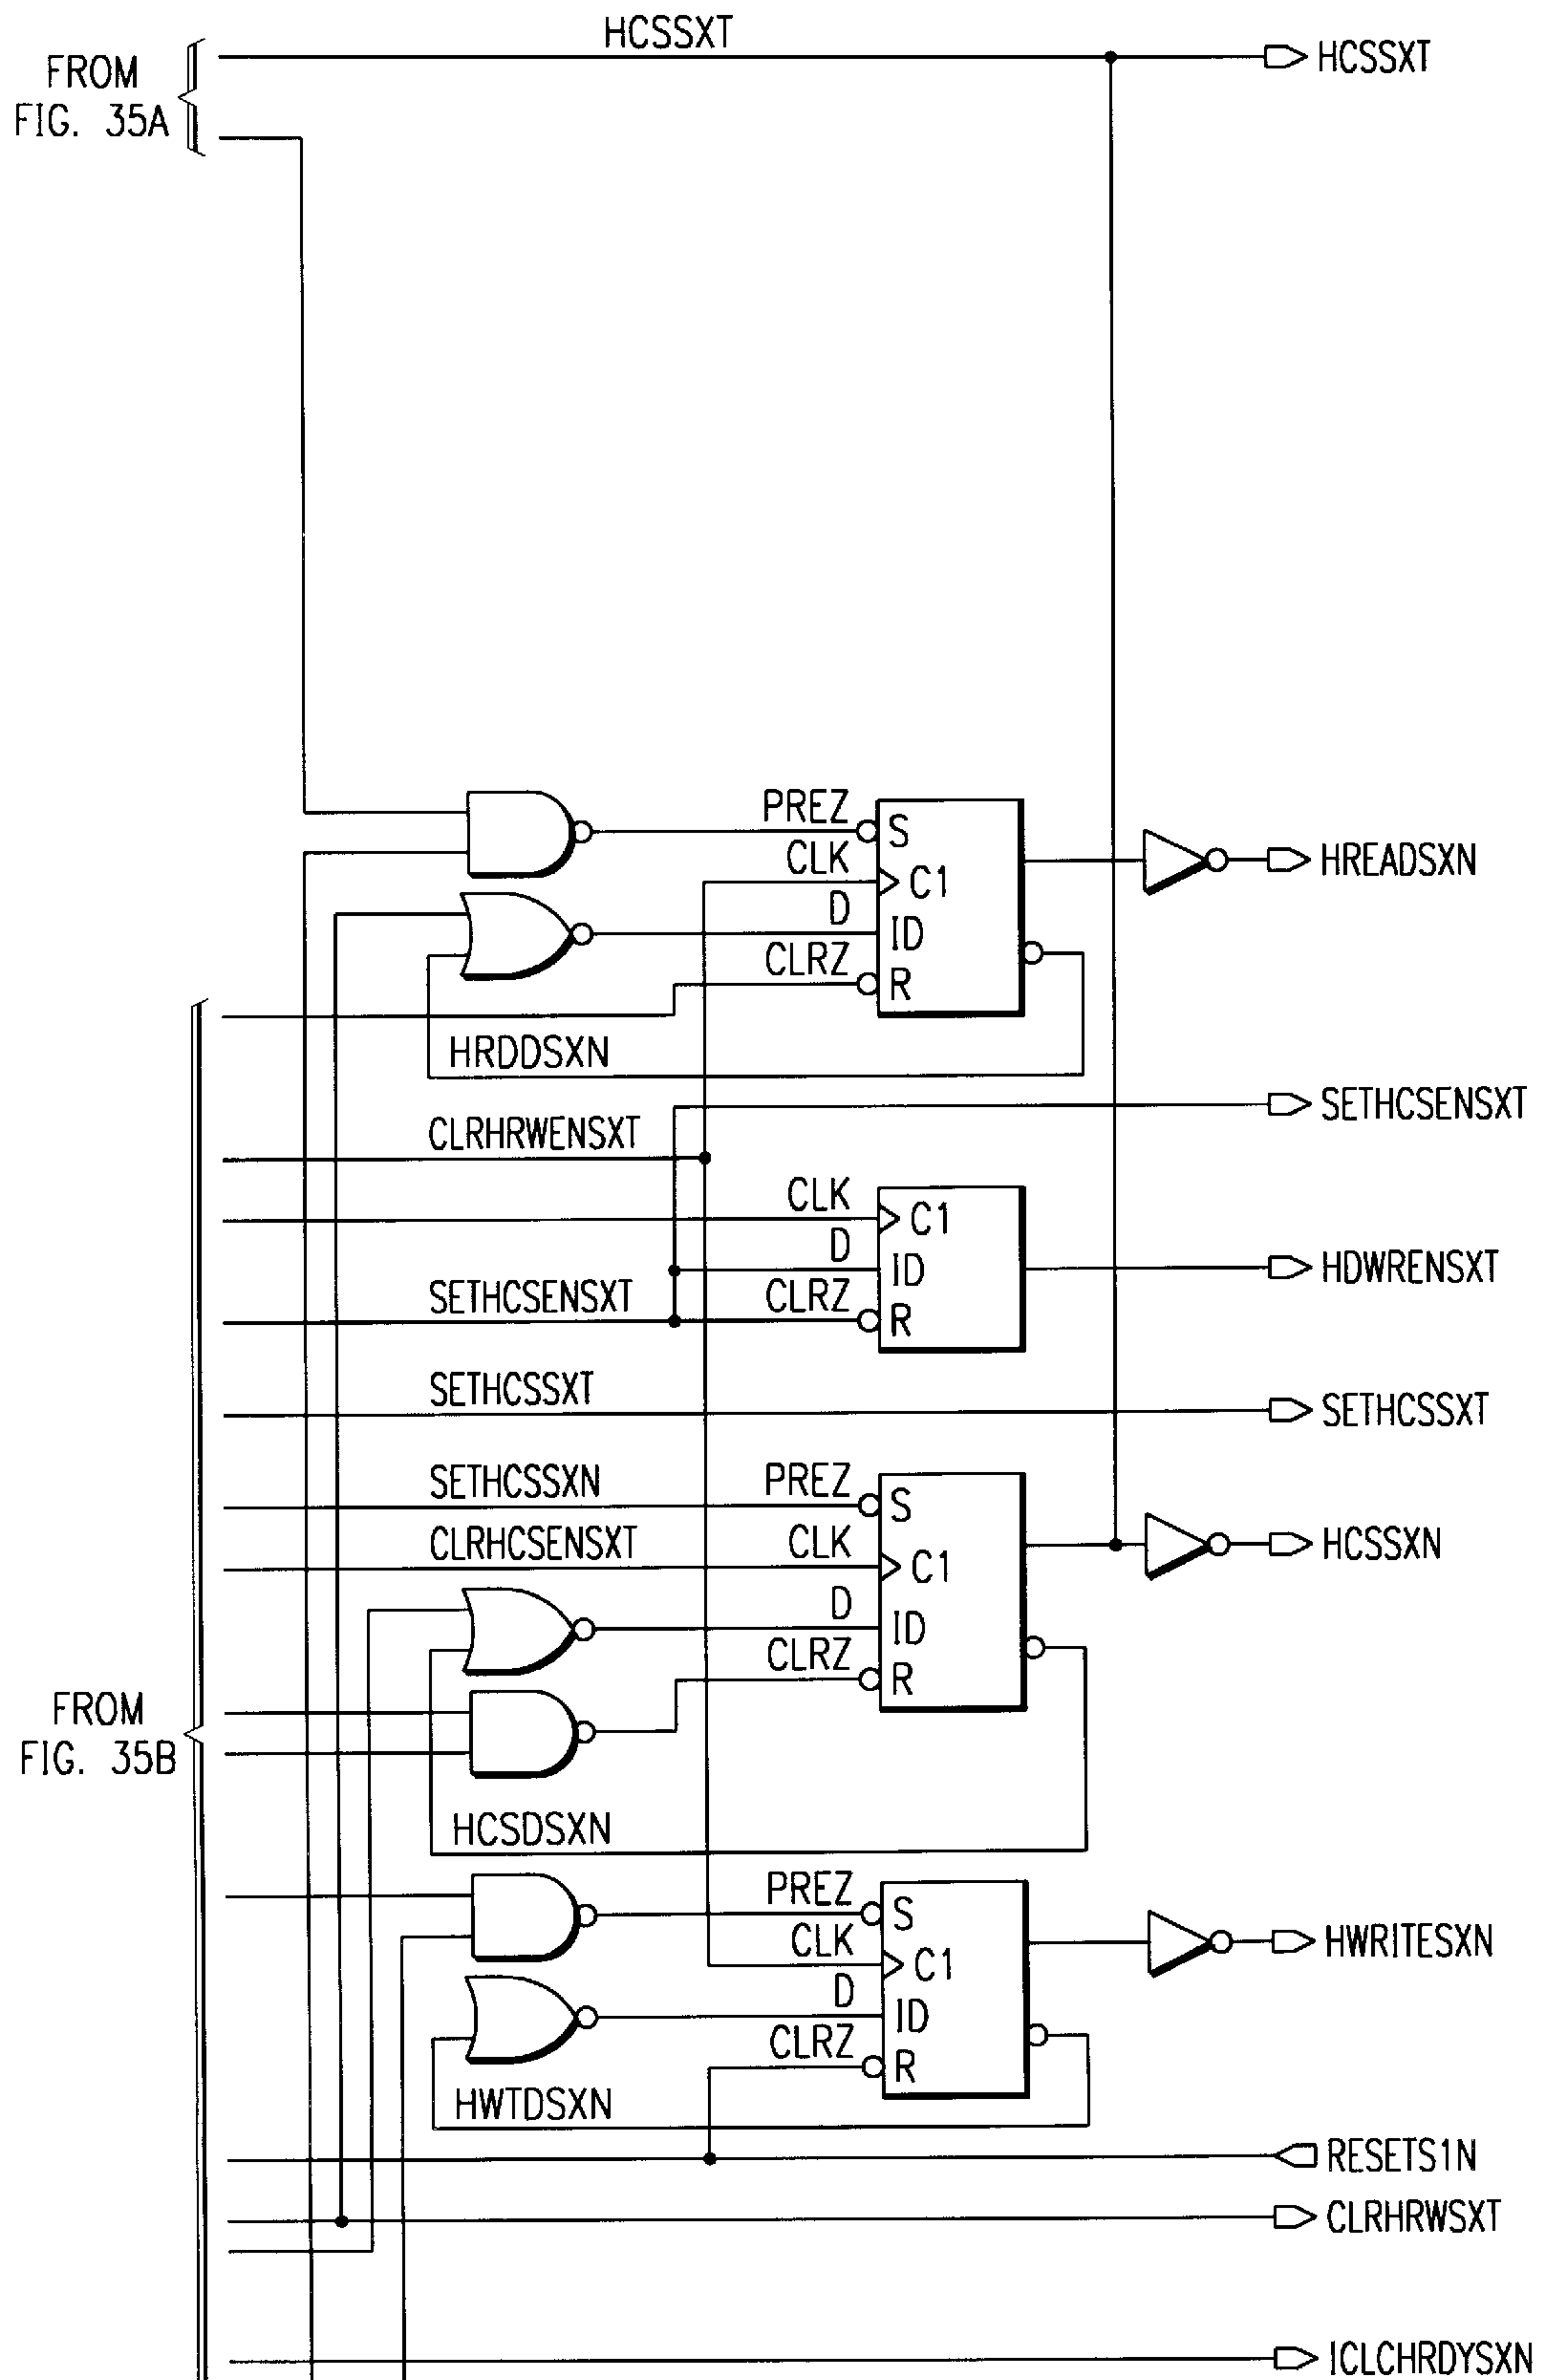 HCSSXT
HCSSXT
FROM
FIG. 35A
PREZ
S
CLK
C1
HREADSXN
D
ID
CLRZ
R
HRDDSXN
SETHCSENSXT
CLRHRWENSXT
CLK
C1
D
ID
HDWRENSXT
SETHCSENSXT
CLRZ
R
SETHCSSXT
SETHCSSXT
SETHCSSXN
PREZ
S
CLRHCSENSXT
CLK
C1
HCSSXN
D
ID
CLRZ
R
FROM
FIG. 35B
HCSDSXN
PREZ
S
CLK
C1
HWRITESXN
D
ID
CLRZ
R
HWTDSXN
RESETS1N
CLRHRWSXT
ICLCHRDYSXN